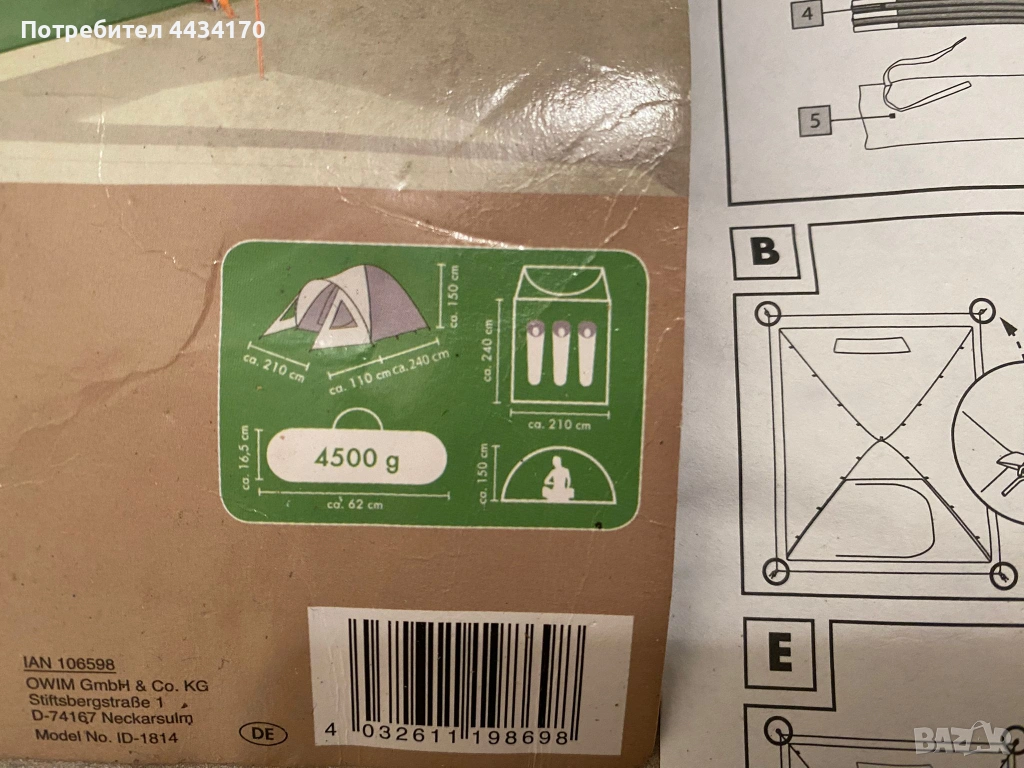 Потребител 4434170
4
5
B
ca. 150 cm
ca. 210 cm
ca. 110 cm
ca. 240 cm
ca. 240 cm
ca. 210 cm
ca. 16,5 cm
4500 g
ca. 62 cm
ca. 150 cm
E
IAN 106598
OWIM GmbH & Co. KG
Stiftsbergstraße 1
D-74167 Neckarsulm
Model No. ID-1814
DE
4 032611 198698
BAZAR